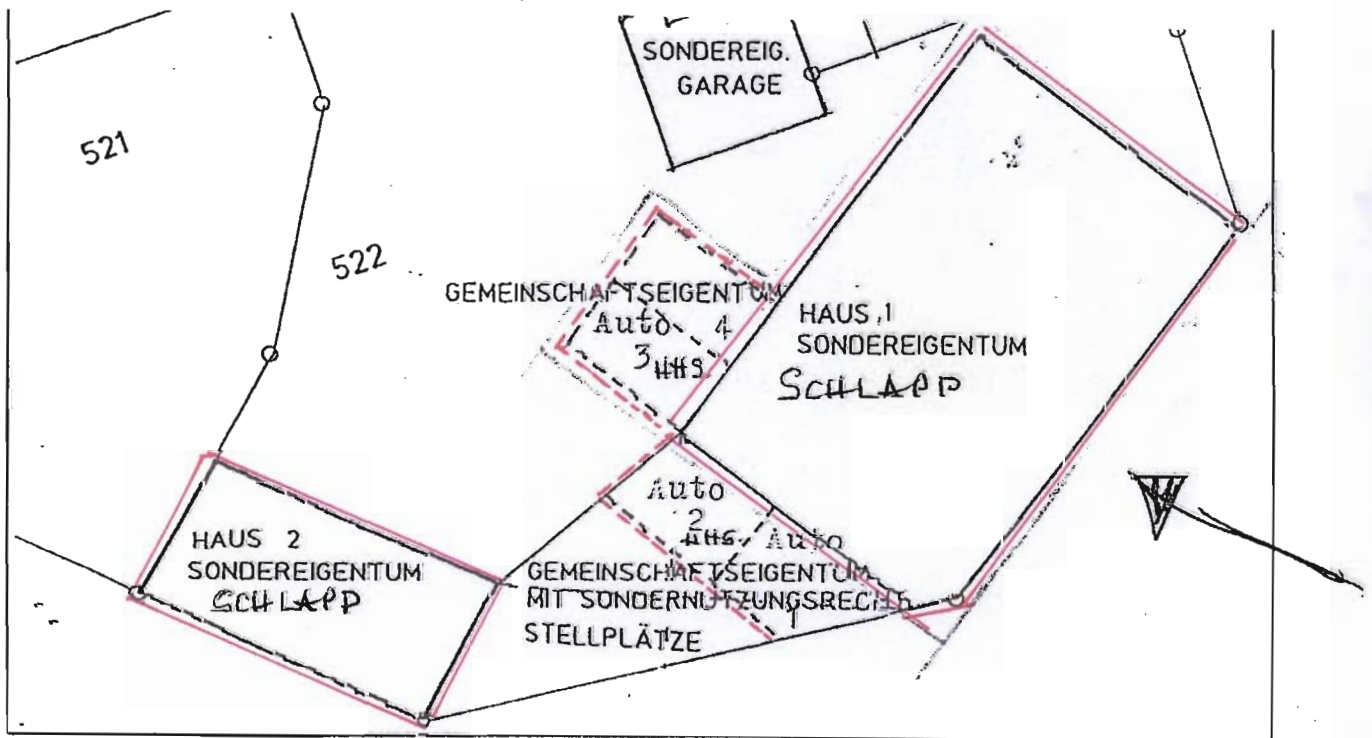 SONDEREIG.
GARAGE
521
522
GEMEINSCHAFTSEIGENTUM
Auto 4
3
HAUS 1
SONDEREIGENTUM
SCHLAPP
Auto
2
Auto
1
HAUS 2
SONDEREIGENTUM
SCHLAPP
GEMEINSCHAFTSEIGENTUM
MIT SONDERNUTZUNGSRECHT
STELLPLÄTZE